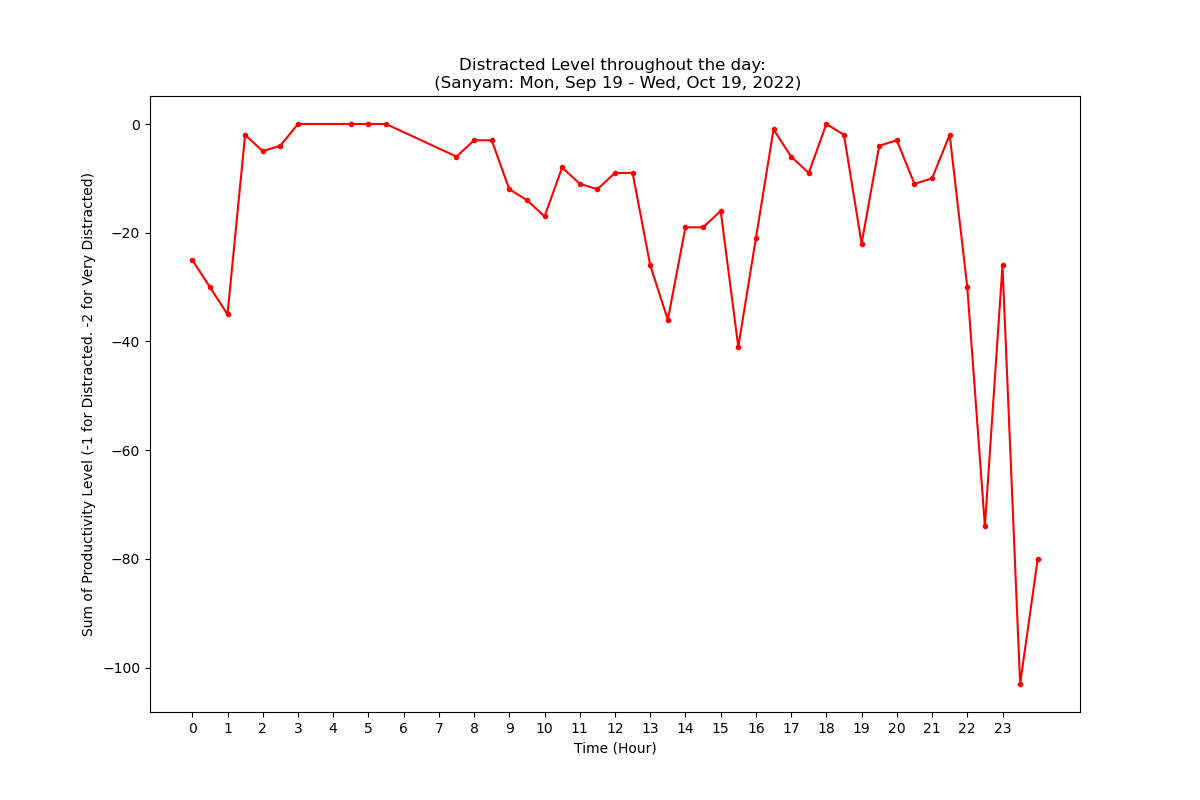 Distracted Level throughout the day:
(Sanyam: Mon, Sep 19 - Wed, Oct 19, 2022)
Sum of Productivity Level (-1 for Distracted. -2 for Very Distracted)
0
−20
−40
−60
−80
−100
0 1 2 3 4 5 6 7 8 9 10 11 12 13 14 15 16 17 18 19 20 21 22 23
Time (Hour)